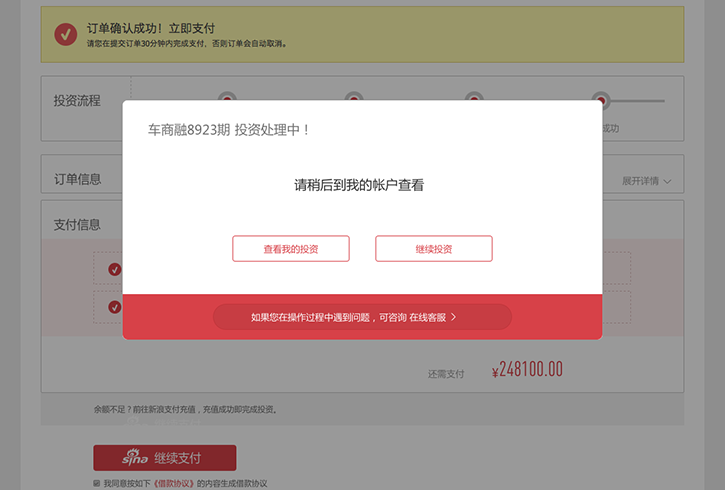 订单确认成功！立即支付
请您在提交订单30分钟内完成支付，否则订单会自动取消。
投资流程
成功
车商融8923期 投资处理中！
订单信息
展开详情
请稍后到我的帐户查看
支付信息
查看我的投资
继续投资
如果您在操作过程中遇到问题，可咨询 在线客服
还需支付
¥248100.00
余额不足？前往新浪支付充值，充值成功即完成投资。
sina 继续支付
我同意按如下《借款协议》的内容生成借款协议